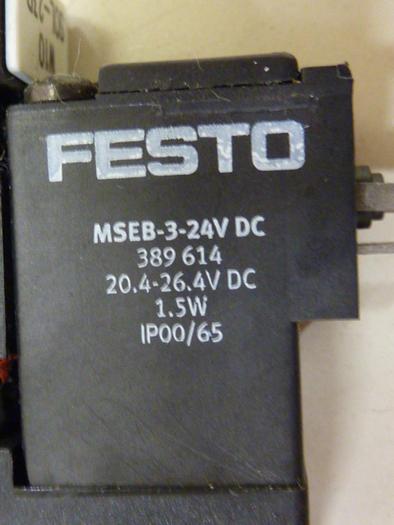 FESTO
MSEB-3-24V DC
389 614
20.4-26.4V DC
1.5W
IP00/65